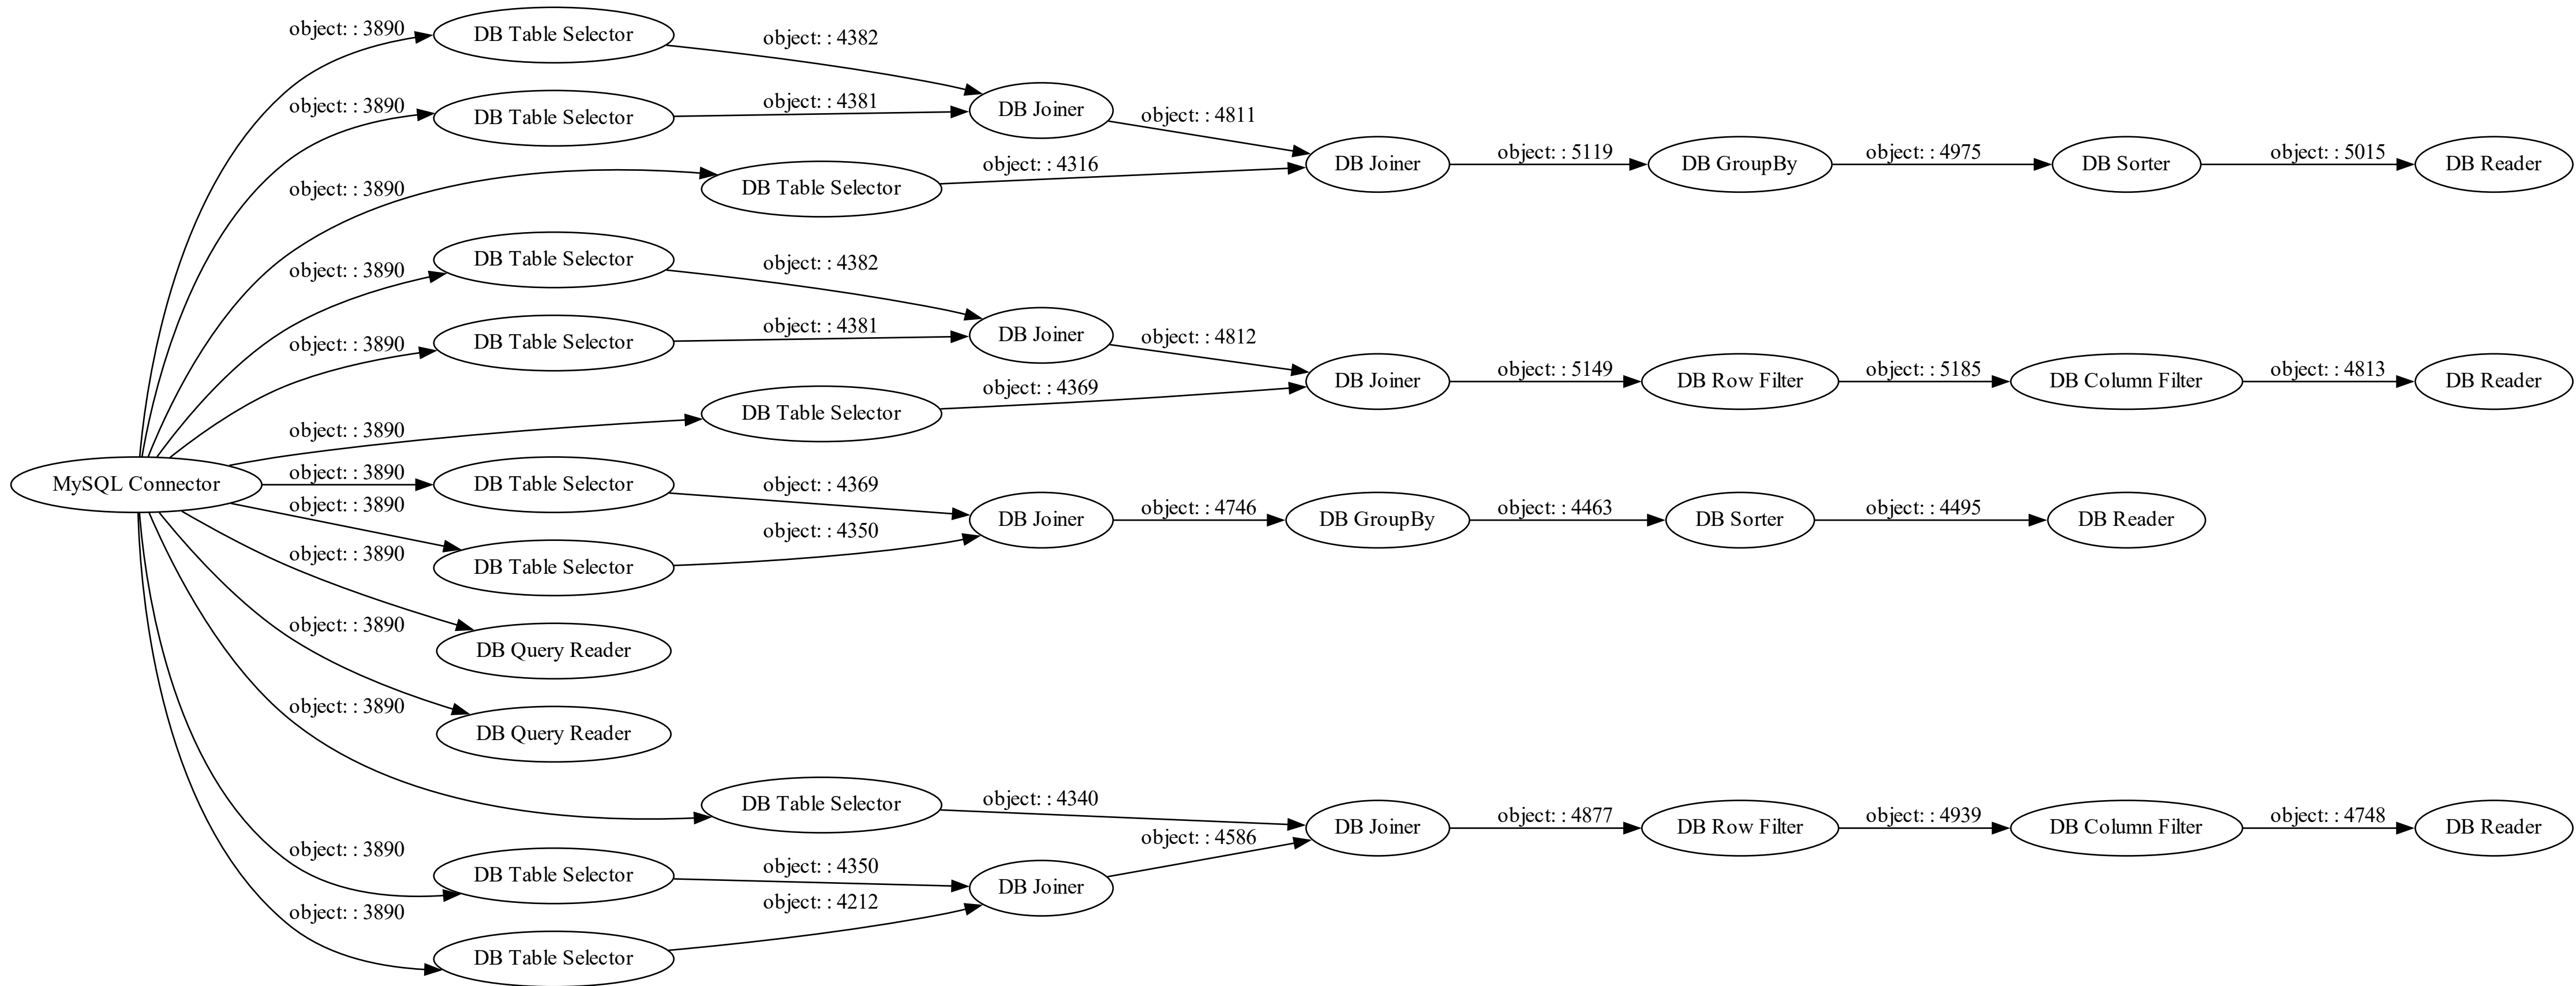 object: : 3890
DB Table Selector
object: : 4382
object: : 3890
DB Table Selector
object: : 4381
DB Joiner
object: : 4811
object: : 3890
DB Table Selector
object: : 4316
DB Joiner
object: : 5119
DB GroupBy
object: : 4975
DB Sorter
object: : 5015
DB Reader
object: : 3890
DB Table Selector
object: : 4382
object: : 3890
DB Table Selector
object: : 4381
DB Joiner
object: : 4812
object: : 3890
DB Table Selector
object: : 4369
DB Joiner
object: : 5149
DB Row Filter
object: : 5185
DB Column Filter
object: : 4813
DB Reader
MySQL Connector
object: : 3890
DB Table Selector
object: : 4369
object: : 3890
DB Table Selector
object: : 4350
DB Joiner
object: : 4746
DB GroupBy
object: : 4463
DB Sorter
object: : 4495
DB Reader
object: : 3890
DB Query Reader
object: : 3890
DB Query Reader
object: : 3890
DB Table Selector
object: : 4340
object: : 3890
DB Table Selector
object: : 4350
object: : 3890
DB Table Selector
object: : 4212
DB Joiner
object: : 4586
DB Joiner
object: : 4877
DB Row Filter
object: : 4939
DB Column Filter
object: : 4748
DB Reader